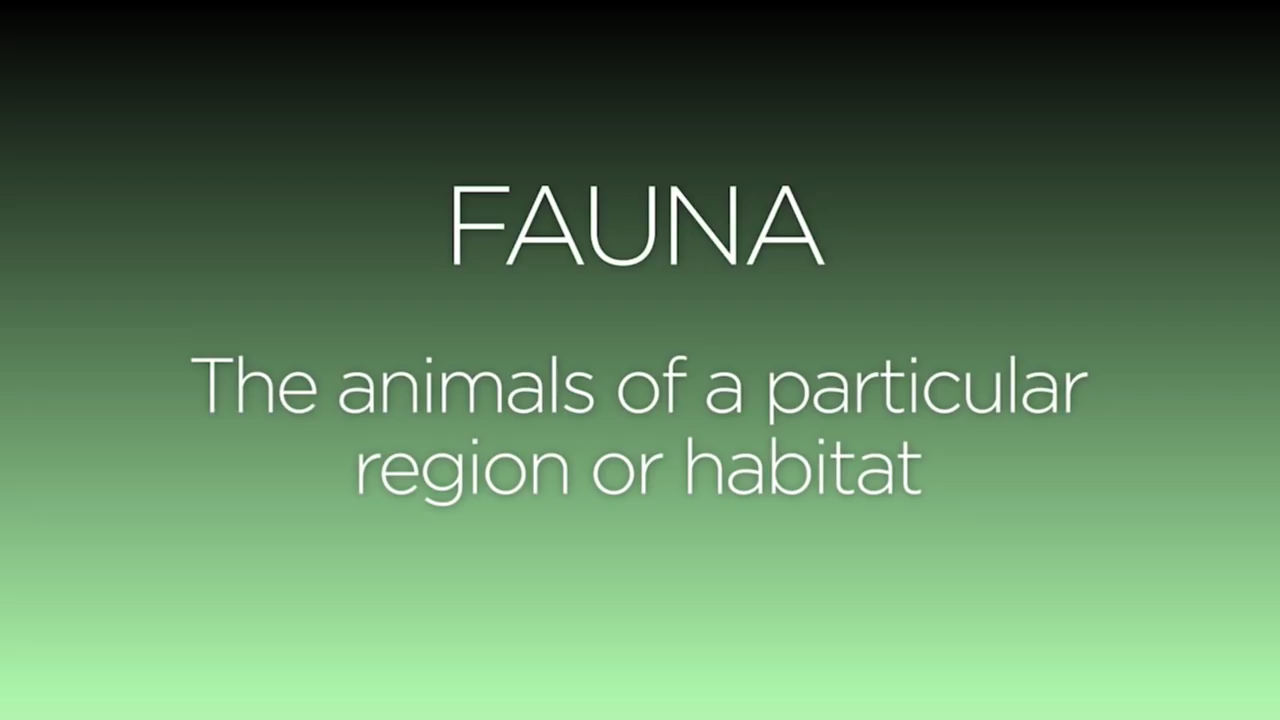 FAUNA
The animals of a particular
region or habitat